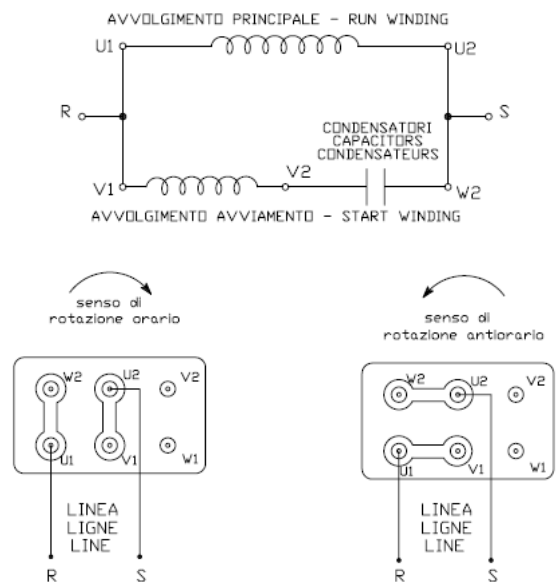 AVVOLGIMENTO PRINCIPALE - RUN WINDING
U1 U2
R S
CONDENSATORI
CAPACITORS
CONDENSATEURS
V1 V2 W2
AVVOLGIMENTO AVVIAMENTO - START WINDING
senso di
rotazione orario
W2 U2 V2
U1 V1 W1
LINEA
LIGNE
LINE
R S
senso di
rotazione antiorario
W2 U2 V2
U1 V1 W1
LINEA
LIGNE
LINE
R S